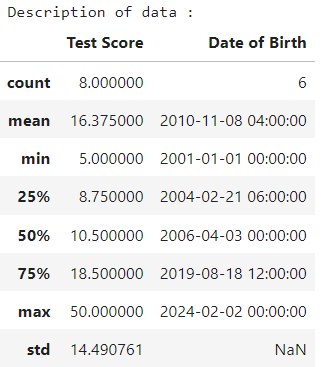 Description of data :
Test Score Date of Birth
count 8.000000 6
mean 16.375000 2010-11-08 04:00:00
min 5.000000 2001-01-01 00:00:00
25% 8.750000 2004-02-21 06:00:00
50% 10.500000 2006-04-03 00:00:00
75% 18.500000 2019-08-18 12:00:00
max 50.000000 2024-02-02 00:00:00
std 14.490761 NaN